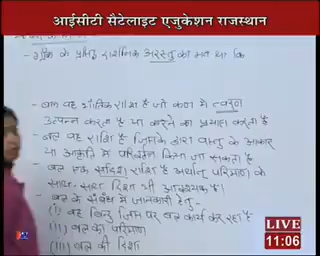 आईसीटी सैटेलाइट एजुकेशन राजस्थान
- ग्रीक के प्रसिद्ध दार्शनिक अरस्तु का मत था कि
- बल वह भौतिक राशि है जो कण में त्वरण
उत्पन्न करता है या करने का प्रयास करता है
- बल वह राशि है जिसके द्वारा वस्तु के आकार
या आकृति में परिवर्तन किया जा सकता है
- बल एक सदिश राशि है अर्थात् परिमाण के
साथ-साथ दिशा भी आवश्यक है।
- बल के संबंध में जानकारी हेतु -
(i) वह बिन्दु जिस पर बल कार्य कर रहा है
(ii) बल का परिमाण
(iii) बल की दिशा
LIVE
11:06